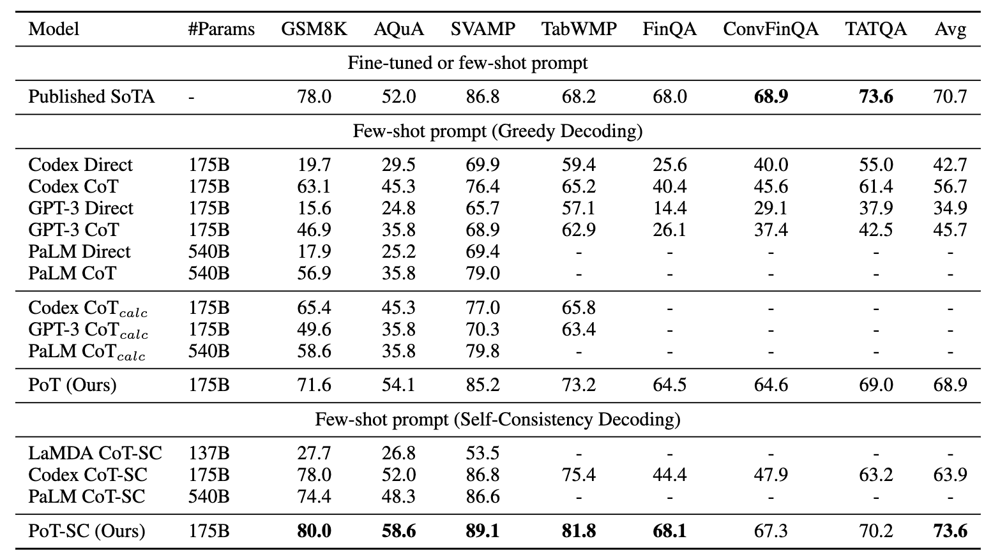 Model #Params GSM8K AQuA SVAMP TabWMP FinQA ConvFinQA TATQA Avg
Fine-tuned or few-shot prompt
Published SoTA - 78.0 52.0 86.8 68.2 68.0 68.9 73.6 70.7
Few-shot prompt (Greedy Decoding)
Codex Direct 175B 19.7 29.5 69.9 59.4 25.6 40.0 55.0 42.7
Codex CoT 175B 63.1 45.3 76.4 65.2 40.4 45.6 61.4 56.7
GPT-3 Direct 175B 15.6 24.8 65.7 57.1 14.4 29.1 37.9 34.9
GPT-3 CoT 175B 46.9 35.8 68.9 62.9 26.1 37.4 42.5 45.7
PaLM Direct 540B 17.9 25.2 69.4 - - - - -
PaLM CoT 540B 56.9 35.8 79.0 - - - - -
Codex CoTcalc 175B 65.4 45.3 77.0 65.8 - - - -
GPT-3 CoTcalc 175B 49.6 35.8 70.3 63.4 - - - -
PaLM CoTcalc 540B 58.6 35.8 79.8 - - - - -
PoT (Ours) 175B 71.6 54.1 85.2 73.2 64.5 64.6 69.0 68.9
Few-shot prompt (Self-Consistency Decoding)
LaMDA CoT-SC 137B 27.7 26.8 53.5 - - - - -
Codex CoT-SC 175B 78.0 52.0 86.8 75.4 44.4 47.9 63.2 63.9
PaLM CoT-SC 540B 74.4 48.3 86.6 - - - - -
PoT-SC (Ours) 175B 80.0 58.6 89.1 81.8 68.1 67.3 70.2 73.6